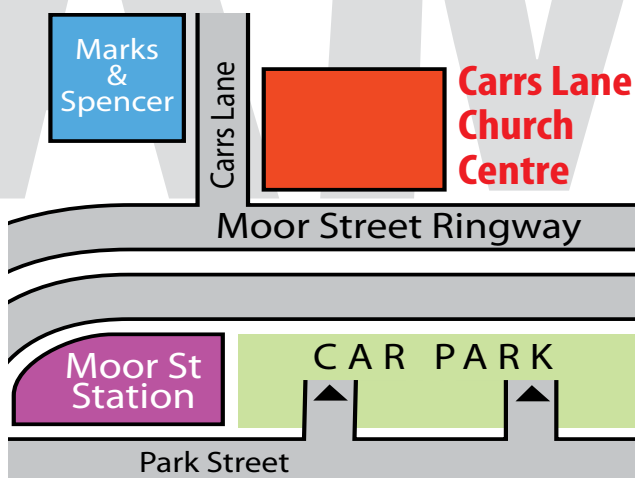 Marks
&
Spencer
Carrs Lane
Carrs Lane
Church
Centre
Moor Street Ringway
Moor St
Station
CAR PARK
Park Street